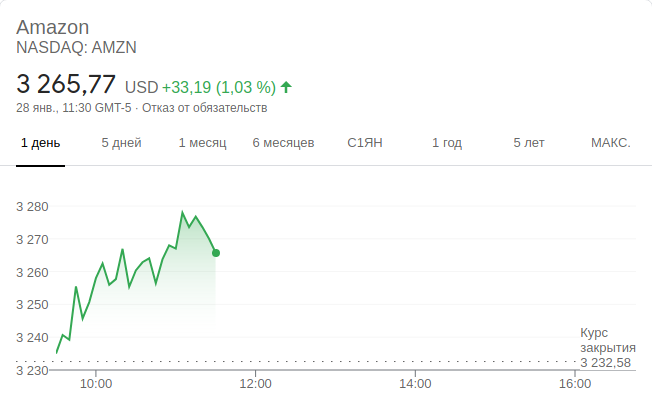 Amazon
NASDAQ: AMZN
3 265,77 USD +33,19 (1,03 %)
28 янв., 11:30 GMT-5 · Отказ от обязательств
1 день 5 дней 1 месяц 6 месяцев С1ЯН 1 год 5 лет МАКС.
3 280
3 270
3 260
3 250
3 240
3 230
Курс
закрытия
3 232,58
10:00 12:00 14:00 16:00